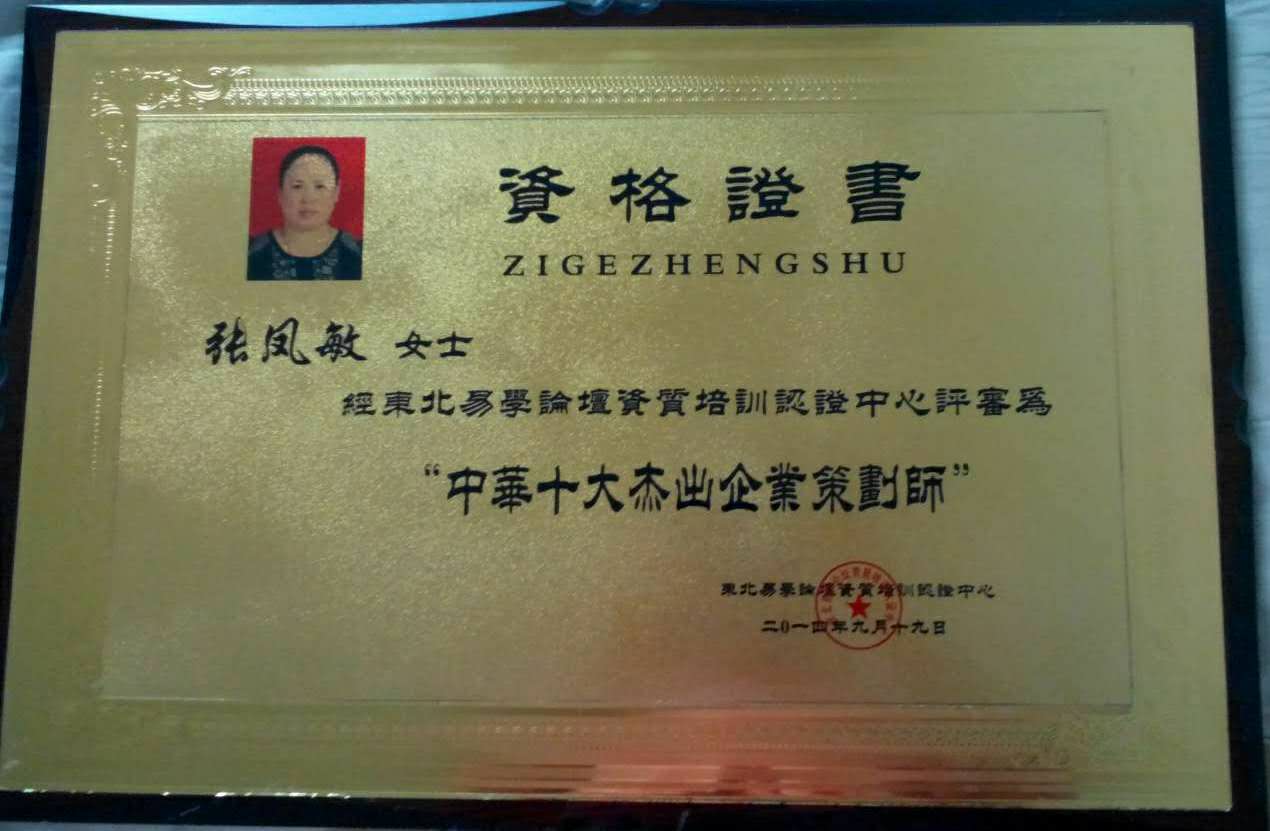 資格證書
ZIGEZHENGSHU
张凤敏 女士
經東北易學論壇資質培訓認證中心評審爲
“中華十大杰出企業策劃師”
東北易學論壇資質培訓認證中心
二0一四年九月十九日